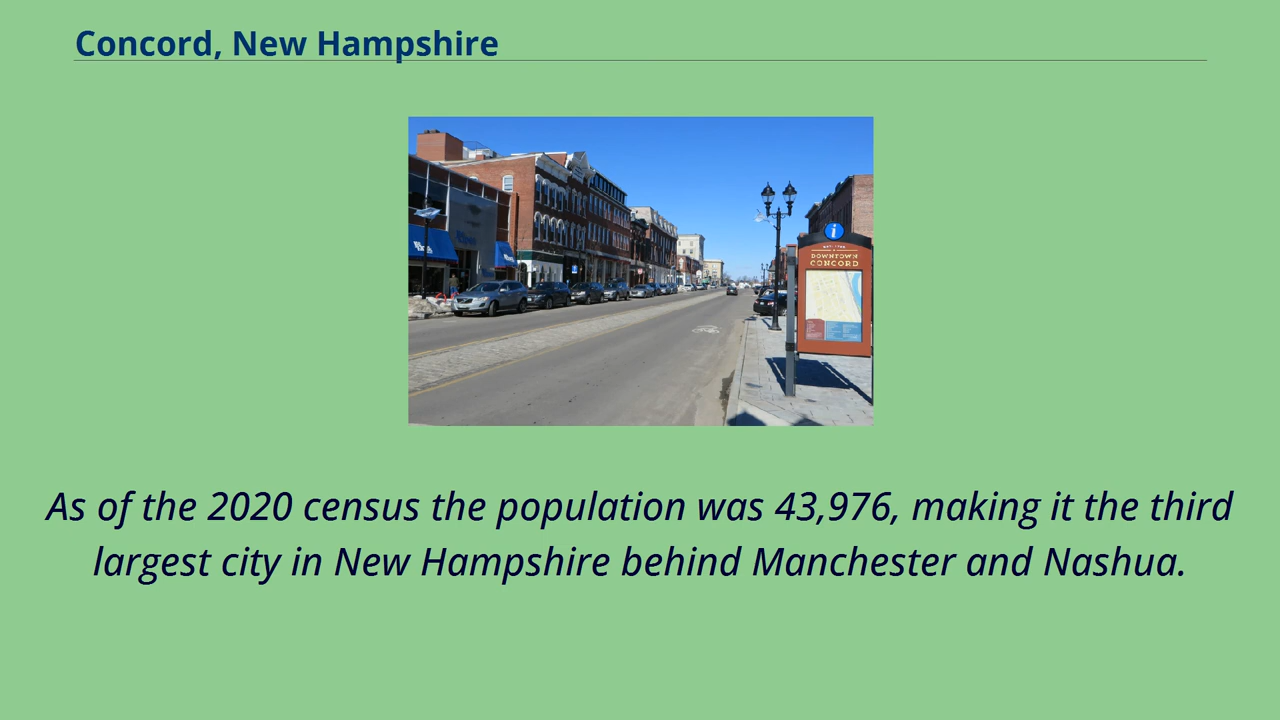 Concord, New Hampshire
i
DOWNTOWN
CONCORD
As of the 2020 census the population was 43,976, making it the third
largest city in New Hampshire behind Manchester and Nashua.